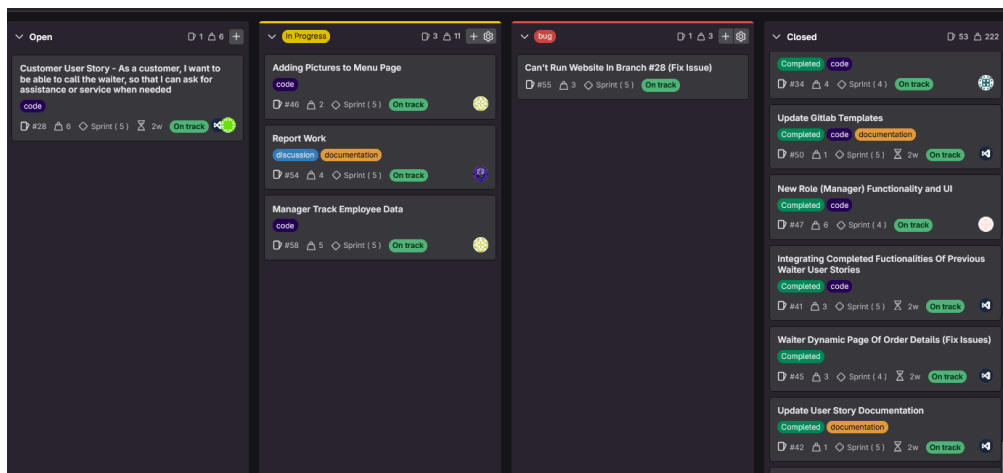 Open
1 6
Customer User Story - As a customer, I want to
be able to call the waiter, so that I can ask for
assistance or service when needed
code
#28 6 Sprint ( 5 ) 2w On track
In Progress
3 11
Adding Pictures to Menu Page
code
#46 2 Sprint ( 5 ) On track
Report Work
discussion documentation
#54 4 Sprint ( 5 ) On track
Manager Track Employee Data
code
#58 5 Sprint ( 5 ) On track
bug
1 3
Can't Run Website In Branch #28 (Fix Issue)
#55 3 Sprint ( 5 ) On track
Closed
53 222
Completed code
#34 4 Sprint ( 4 ) On track
Update Gitlab Templates
Completed code documentation
#50 1 Sprint ( 5 ) 2w On track
New Role (Manager) Functionality and UI
Completed code
#47 6 Sprint ( 4 ) On track
Integrating Completed Fuctionalities Of Previous
Waiter User Stories
Completed code
#41 3 Sprint ( 5 ) 2w On track
Waiter Dynamic Page Of Order Details (Fix Issues)
Completed
#45 3 Sprint ( 4 ) 2w On track
Update User Story Documentation
Completed documentation
#42 1 Sprint ( 5 ) 2w On track